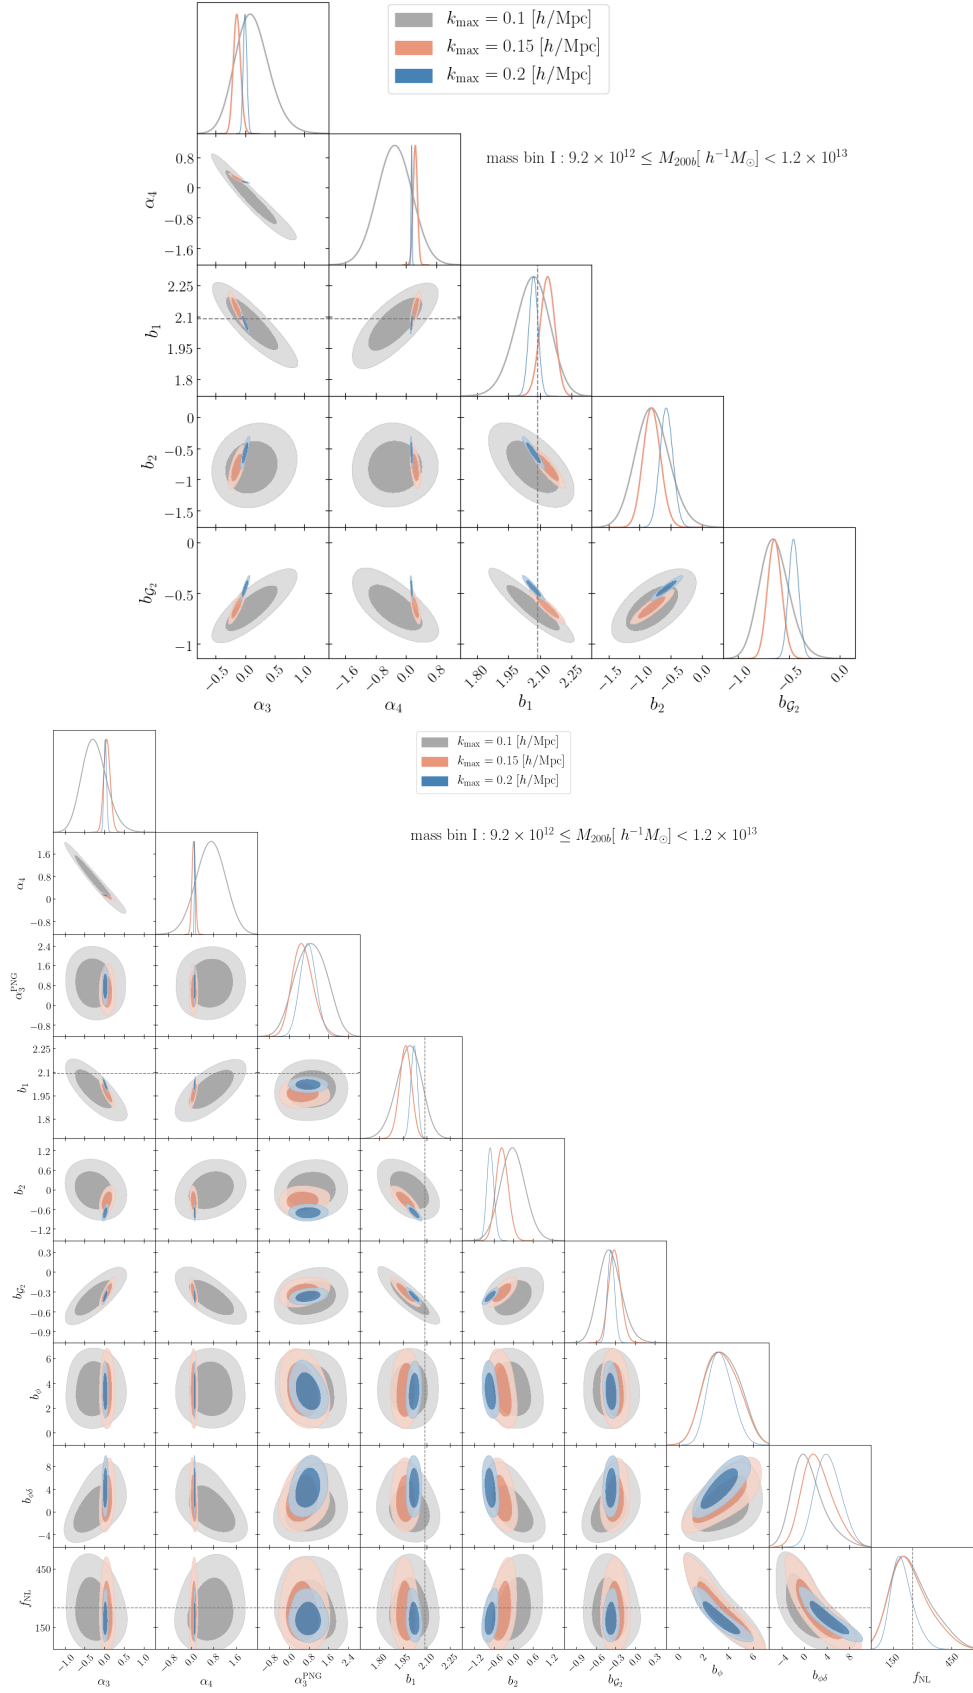 k_max = 0.1 [h/Mpc]
k_max = 0.15 [h/Mpc]
k_max = 0.2 [h/Mpc]
mass bin I : 9.2 × 10^12 ≤ M_200b[ h^−1 M_⊙] < 1.2 × 10^13
0.8
0
−0.8
−1.6
α_4
2.25
2.1
1.95
1.8
b_1
0
−0.5
−1
−1.5
b_2
0
−0.5
−1
b_G_2
−0.5 0.0 0.5 1.0
−1.6 −0.8 0.0 0.8
1.80 1.95 2.10 2.25
−1.5 −1.0 −0.5 0.0
−1.0 −0.5 0.0
α_3 α_4 b_1 b_2 b_G_2
k_max = 0.1 [h/Mpc]
k_max = 0.15 [h/Mpc]
k_max = 0.2 [h/Mpc]
mass bin I : 9.2 × 10^12 ≤ M_200b[ h^−1 M_⊙] < 1.2 × 10^13
1.6
0.8
0
−0.8
α_4
2.4
1.6
0.8
0
−0.8
α_3^PNG
2.25
2.1
1.95
1.8
b_1
1.2
0.6
0
−0.6
−1.2
b_2
0.3
0
−0.3
−0.6
−0.9
b_G_2
6
4
2
0
b_ϕ
8
4
0
−4
b_ϕδ
450
150
f_NL
−1.0 −0.5 0.0 0.5 1.0
−0.8 0.0 0.8 1.6
0.0 0.8 1.6 2.4
1.80 1.95 2.10 2.25
−1.2 −0.6 0.0 0.6 1.2
−0.9 −0.6 −0.3 0.0 0.3
0 2 4 6
−4 0 4 8
150 450
α_3 α_4 α_3^PNG b_1 b_2 b_G_2 b_ϕ b_ϕδ f_NL